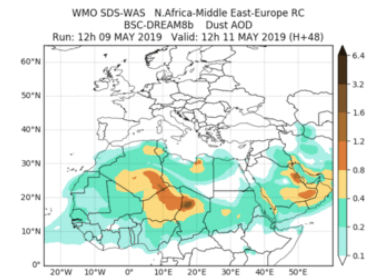 WMO SDS-WAS N.Africa-Middle East-Europe RC
BSC-DREAM8b Dust AOD
Run: 12h 09 MAY 2019 Valid: 12h 11 MAY 2019 (H+48)
60°N
50°N
40°N
30°N
20°N
10°N
0°
20°W 10°W 0° 10°E 20°E 30°E 40°E 50°E
6.4
3.2
1.6
1.2
0.8
0.4
0.2
0.1